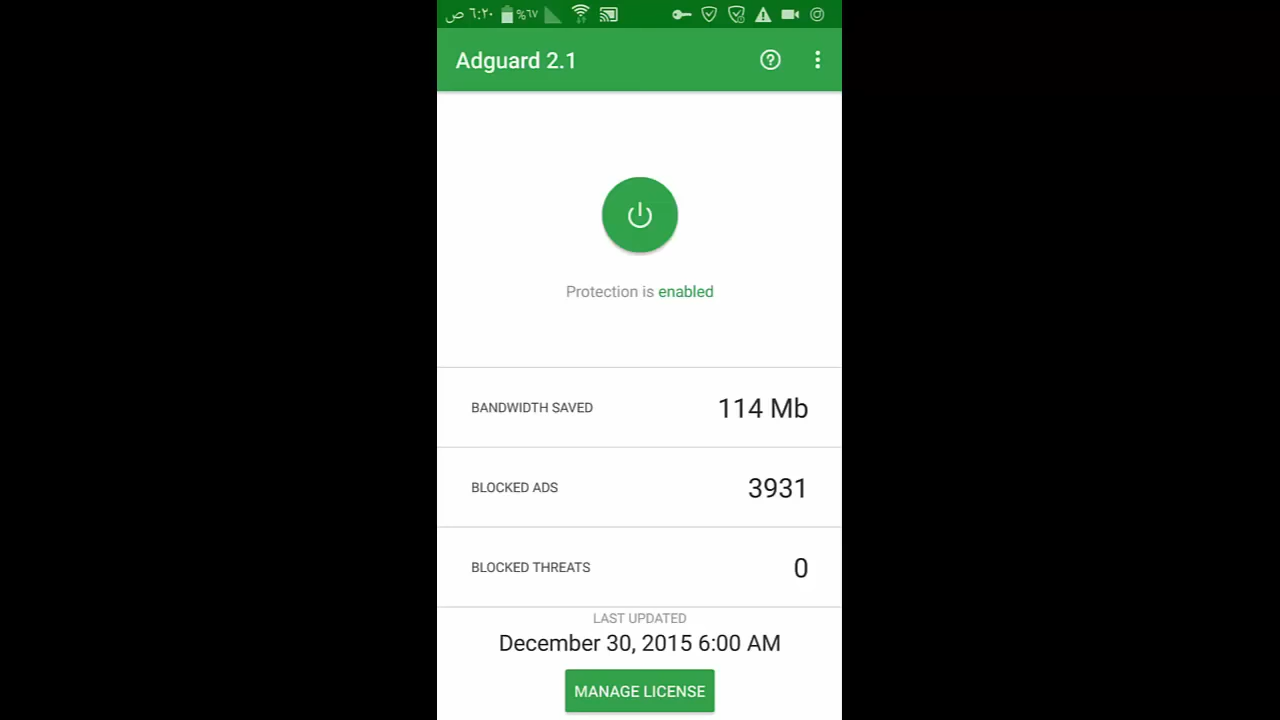 ٦:٢٠ ص %٦٧
Adguard 2.1
Protection is enabled
BANDWIDTH SAVED 114 Mb
BLOCKED ADS 3931
BLOCKED THREATS 0
LAST UPDATED
December 30, 2015 6:00 AM
MANAGE LICENSE